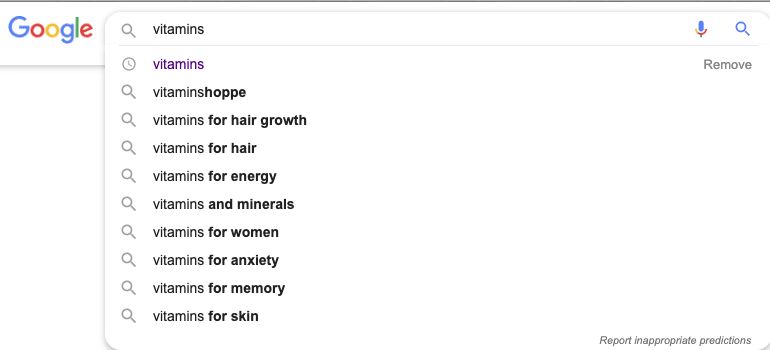 Google vitamins
vitamins Remove
vitaminshoppe
vitamins for hair growth
vitamins for hair
vitamins for energy
vitamins and minerals
vitamins for women
vitamins for anxiety
vitamins for memory
vitamins for skin
Report inappropriate predictions